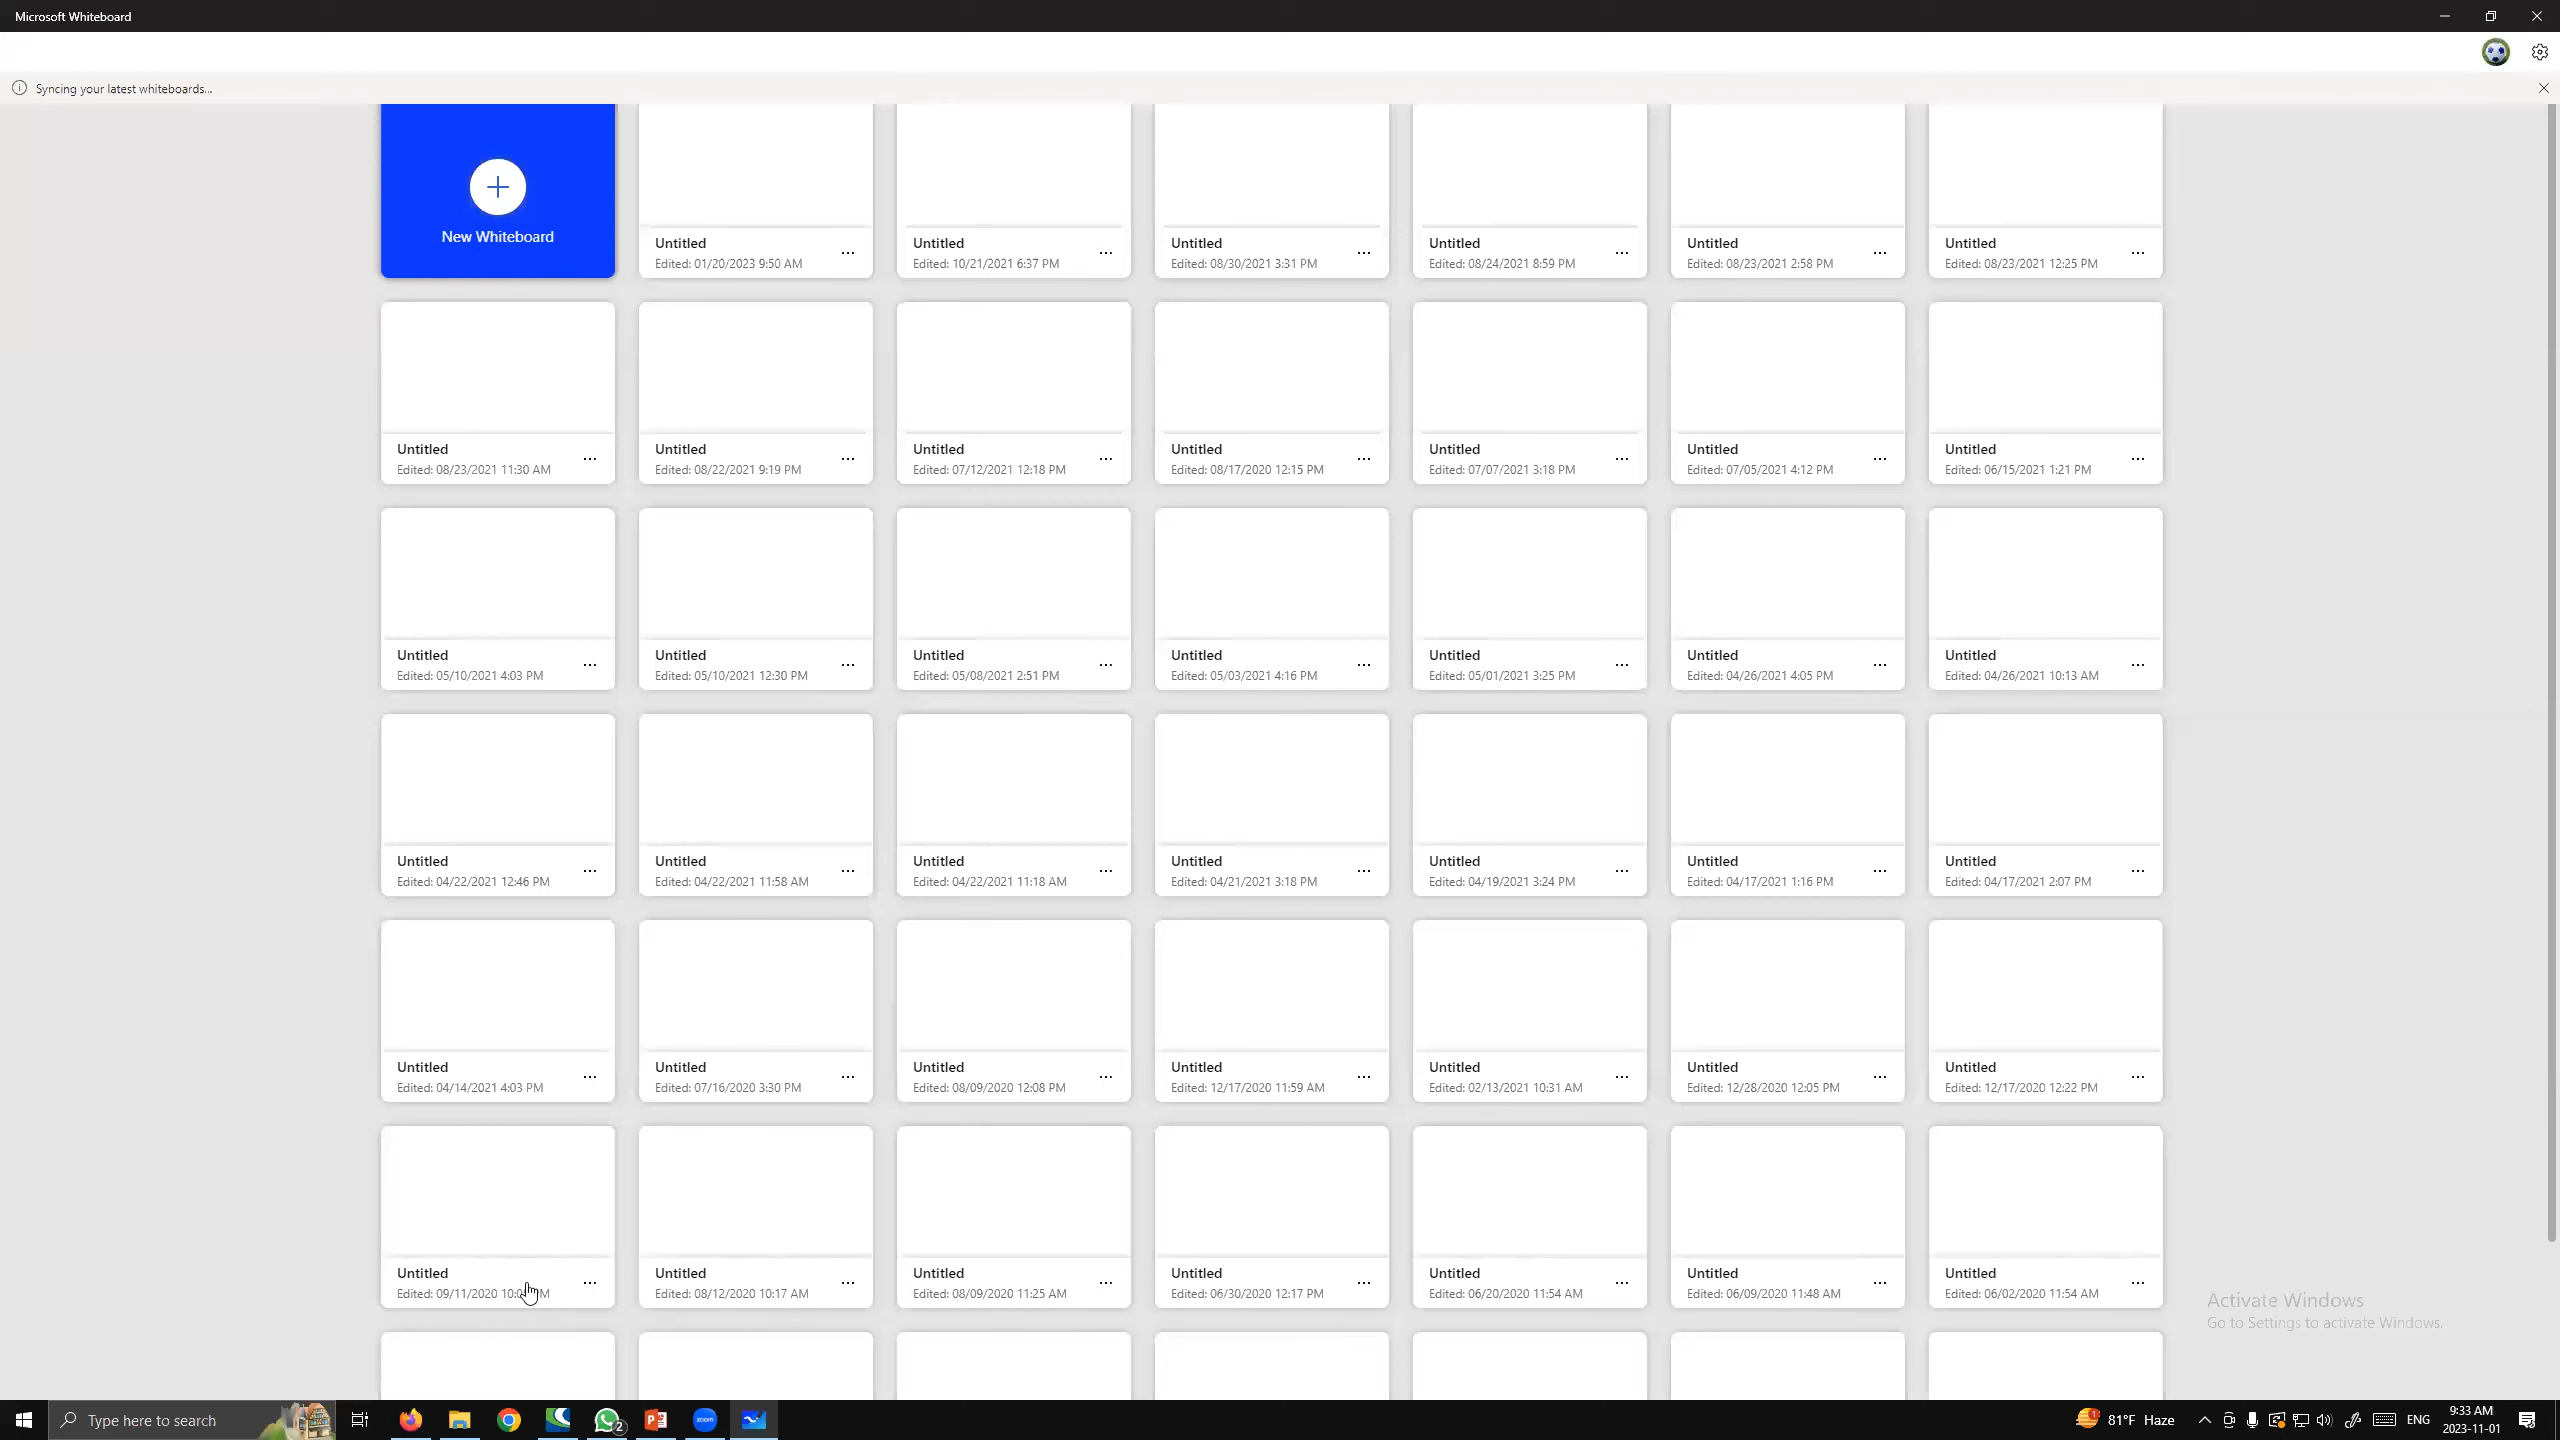 Microsoft Whiteboard
Syncing your latest whiteboards...
New Whiteboard
Untitled
Edited: 01/20/2023 9:50 AM
Untitled
Edited: 10/21/2021 6:37 PM
Untitled
Edited: 08/30/2021 3:31 PM
Untitled
Edited: 08/24/2021 8:59 PM
Untitled
Edited: 08/23/2021 2:58 PM
Untitled
Edited: 08/23/2021 12:25 PM
Untitled
Edited: 08/23/2021 11:30 AM
Untitled
Edited: 08/22/2021 9:19 PM
Untitled
Edited: 07/12/2021 12:18 PM
Untitled
Edited: 08/17/2020 12:15 PM
Untitled
Edited: 07/07/2021 3:18 PM
Untitled
Edited: 07/05/2021 4:12 PM
Untitled
Edited: 06/15/2021 1:21 PM
Untitled
Edited: 05/10/2021 4:03 PM
Untitled
Edited: 05/10/2021 12:30 PM
Untitled
Edited: 05/08/2021 2:51 PM
Untitled
Edited: 05/03/2021 4:16 PM
Untitled
Edited: 05/01/2021 3:25 PM
Untitled
Edited: 04/26/2021 4:05 PM
Untitled
Edited: 04/26/2021 10:13 AM
Untitled
Edited: 04/22/2021 12:46 PM
Untitled
Edited: 04/22/2021 11:58 AM
Untitled
Edited: 04/22/2021 11:18 AM
Untitled
Edited: 04/21/2021 3:18 PM
Untitled
Edited: 04/19/2021 3:24 PM
Untitled
Edited: 04/17/2021 1:16 PM
Untitled
Edited: 04/17/2021 2:07 PM
Untitled
Edited: 04/14/2021 4:03 PM
Untitled
Edited: 07/16/2020 3:30 PM
Untitled
Edited: 08/09/2020 12:08 PM
Untitled
Edited: 12/17/2020 11:59 AM
Untitled
Edited: 02/13/2021 10:31 AM
Untitled
Edited: 12/28/2020 12:05 PM
Untitled
Edited: 12/17/2020 12:22 PM
Untitled
Edited: 09/11/2020
Untitled
Edited: 08/12/2020 10:17 AM
Untitled
Edited: 08/09/2020 11:25 AM
Untitled
Edited: 06/30/2020 12:17 PM
Untitled
Edited: 06/20/2020 11:54 AM
Untitled
Edited: 06/09/2020 11:48 AM
Untitled
Edited: 06/02/2020 11:54 AM
Activate Windows
Go to Settings to activate Windows.
Type here to search
2
zoom
1
81°F Haze
ENG
9:33 AM
2023-11-01